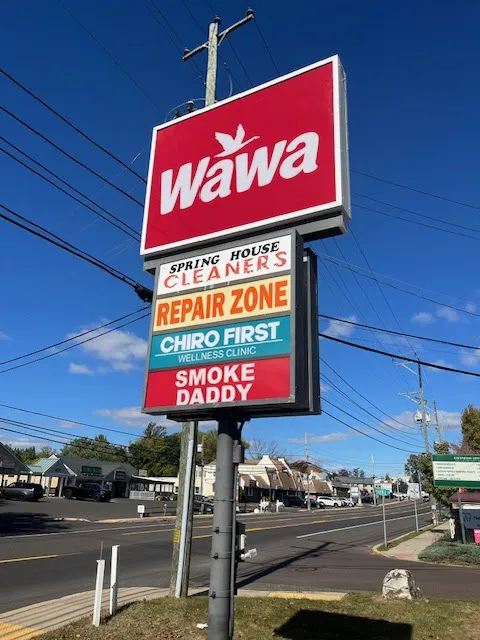 Wawa
SPRING HOUSE
CLEANERS
REPAIR ZONE
CHIRO FIRST
WELLNESS CLINIC
SMOKE
DADDY